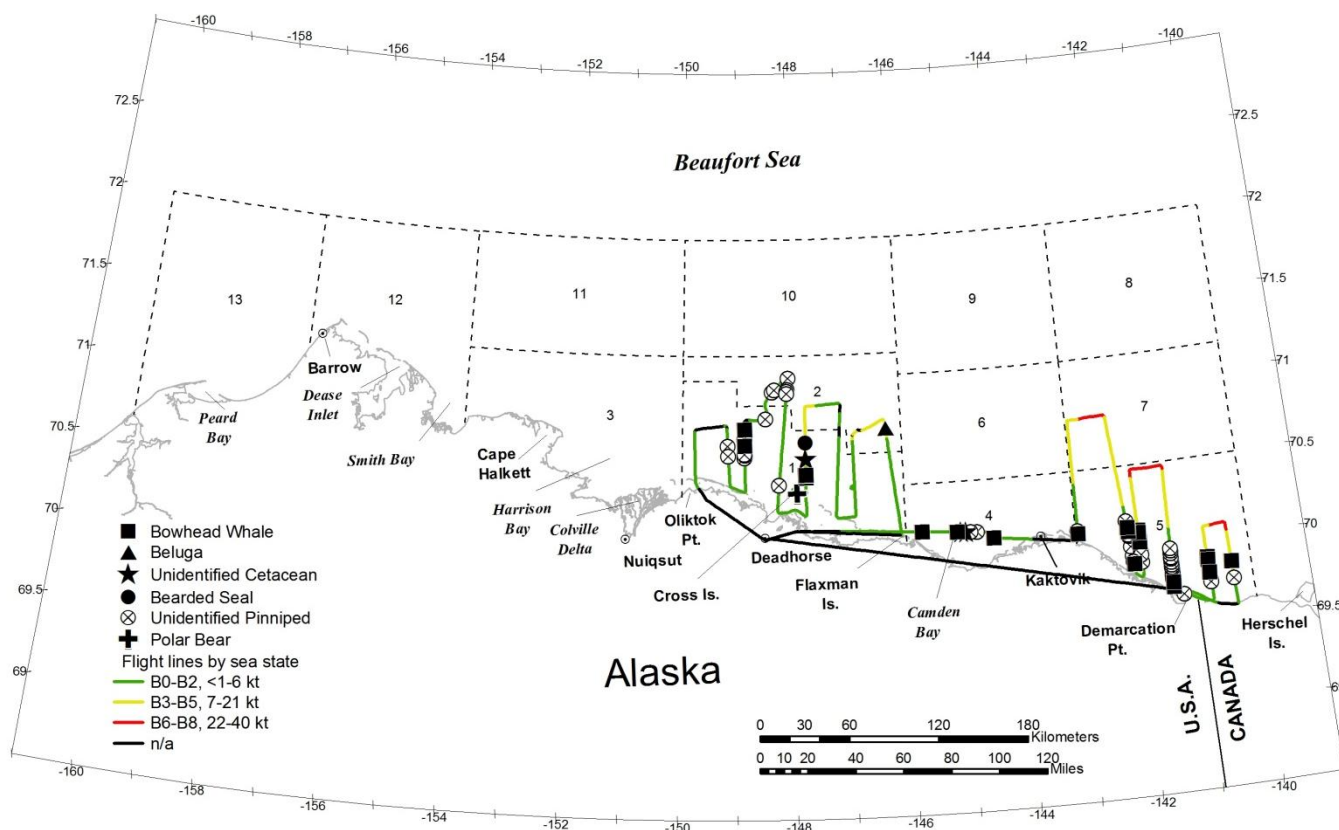 -160
-158
-156
-154
-152
-150
-148
-146
-144
-142
-140
72.5
72.5
Beaufort Sea
72
72
71.5
71.5
13
12
11
10
9
8
71
71
Barrow
Dease
Inlet
Peard
Bay
2
7
70.5
70.5
3
6
Smith Bay
Cape
Halkett
1
70
70
Harrison
Bay
Colville
Delta
Oliktok
Pt.
4
5
Nuiqsut
Deadhorse
Cross Is.
Flaxman
Is.
Camden
Bay
Kaktovik
Demarcation
Pt.
Herschel
Is.
69.5
69.5
Bowhead Whale
Beluga
Unidentified Cetacean
Bearded Seal
Unidentified Pinniped
Polar Bear
Flight lines by sea state
B0-B2, <1-6 kt
B3-B5, 7-21 kt
B6-B8, 22-40 kt
n/a
69
Alaska
U.S.A.
CANADA
0 30 60 120 180
Kilometers
0 10 20 40 60 80 100 120
Miles
-160
-158
-156
-154
-152
-150
-148
-146
-144
-142
-140